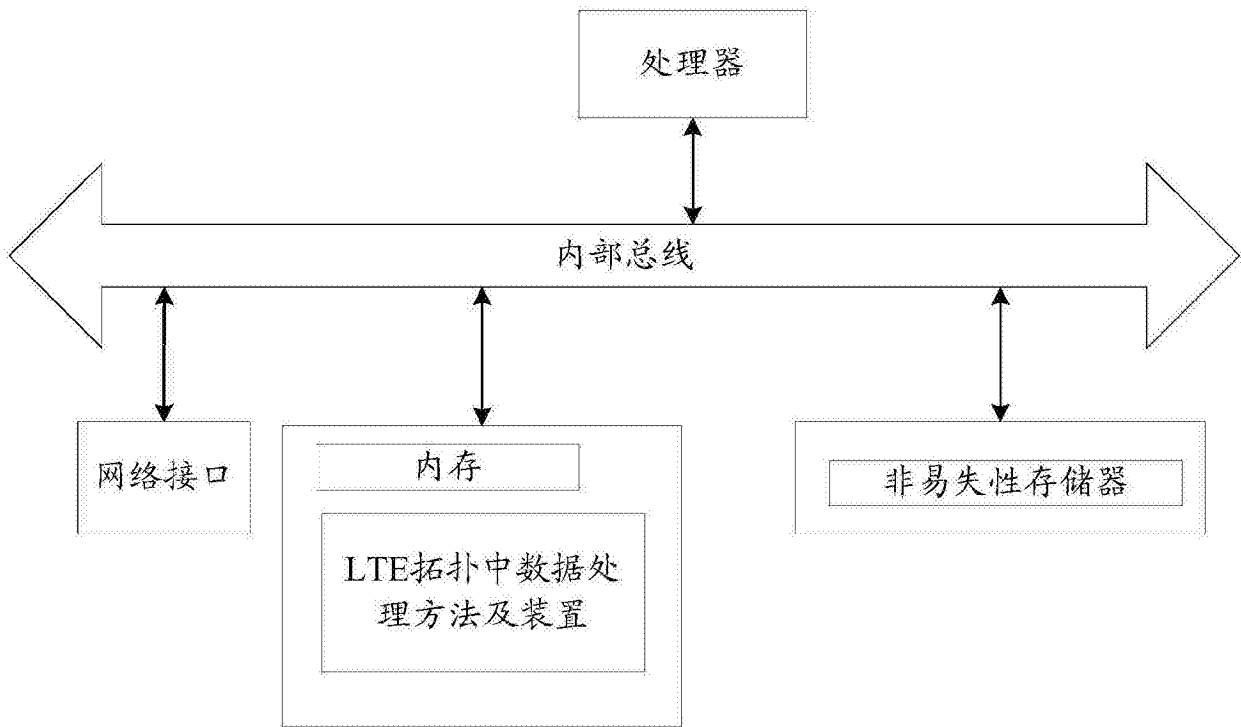 处理器
内部总线
网络接口
内存
LTE拓扑中数据处
理方法及装置
非易失性存储器